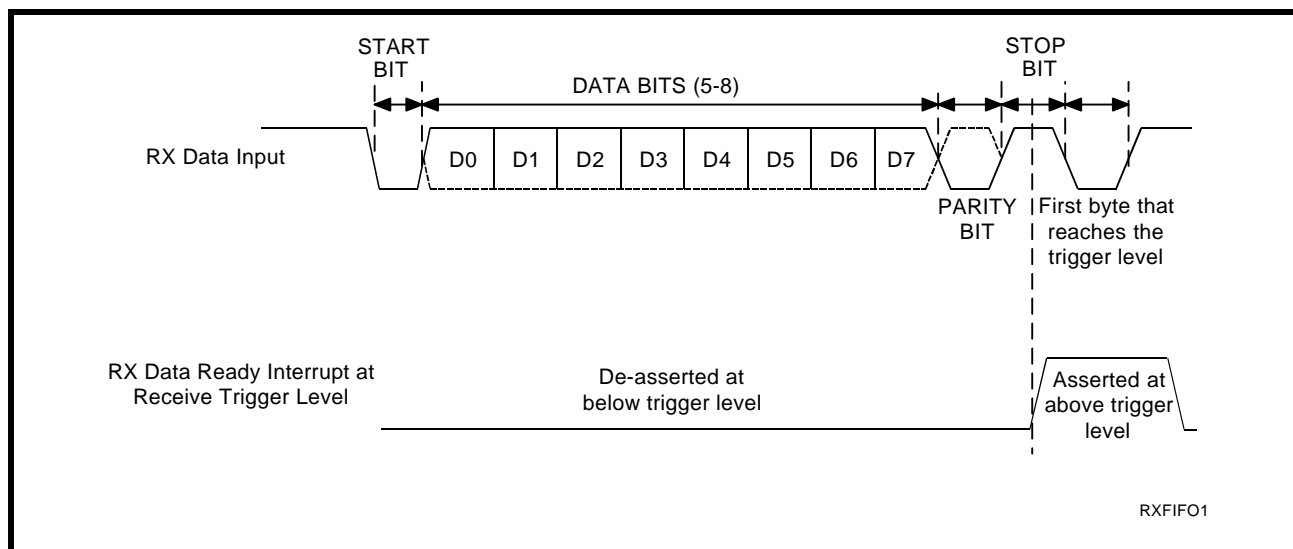 START
BIT
STOP
BIT
DATA BITS (5-8)
RX Data Input
D0 D1 D2 D3 D4 D5 D6 D7
PARITY
BIT
First byte that
reaches the
trigger level
RX Data Ready Interrupt at
Receive Trigger Level
De-asserted at
below trigger level
Asserted at
above trigger
level
RXFIFO1